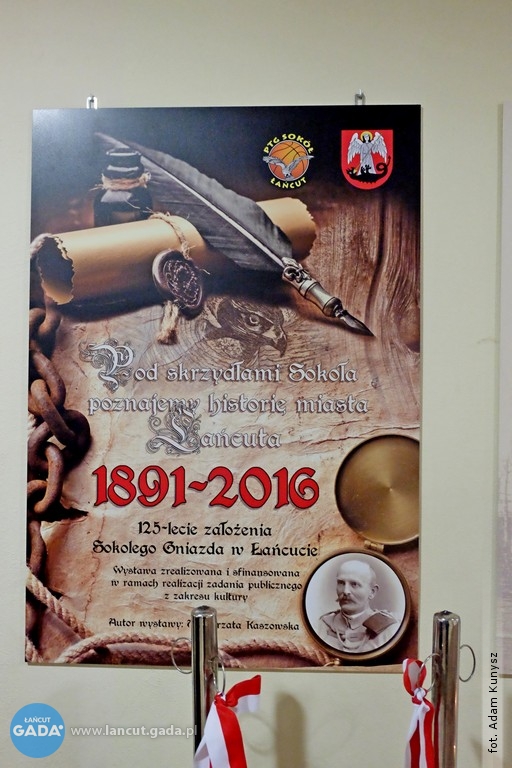 PTG SOKÓŁ
ŁAŃCUT
Pod skrzydłami Sokoła
poznajemy historię miasta
Łańcuta
1891-2016
125-lecie założenia
Sokolego Gniazda w Łańcucie
Wystawa zrealizowana i sfinansowana
w ramach realizacji zadania publicznego
z zakresu kultury
Autor wystawy: Kaszowska
fot. Adam Kunysz
ŁAŃCUT
GADA
www.lancut.gada.pl